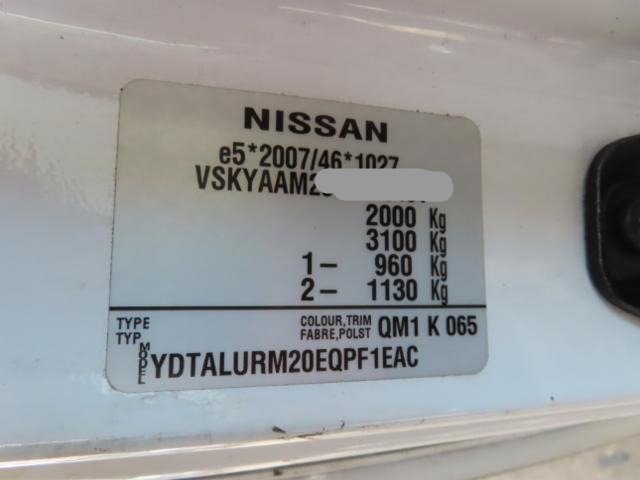 NISSAN
e5*2007/46*1027
VSKYAAM2
2000 Kg
3100 Kg
1- 960 Kg
2- 1130 Kg
TYPE COLOUR,TRIM QM1 K 065
TYP FABRE,POLST
MODEL YDTALURM20EQPF1EAC